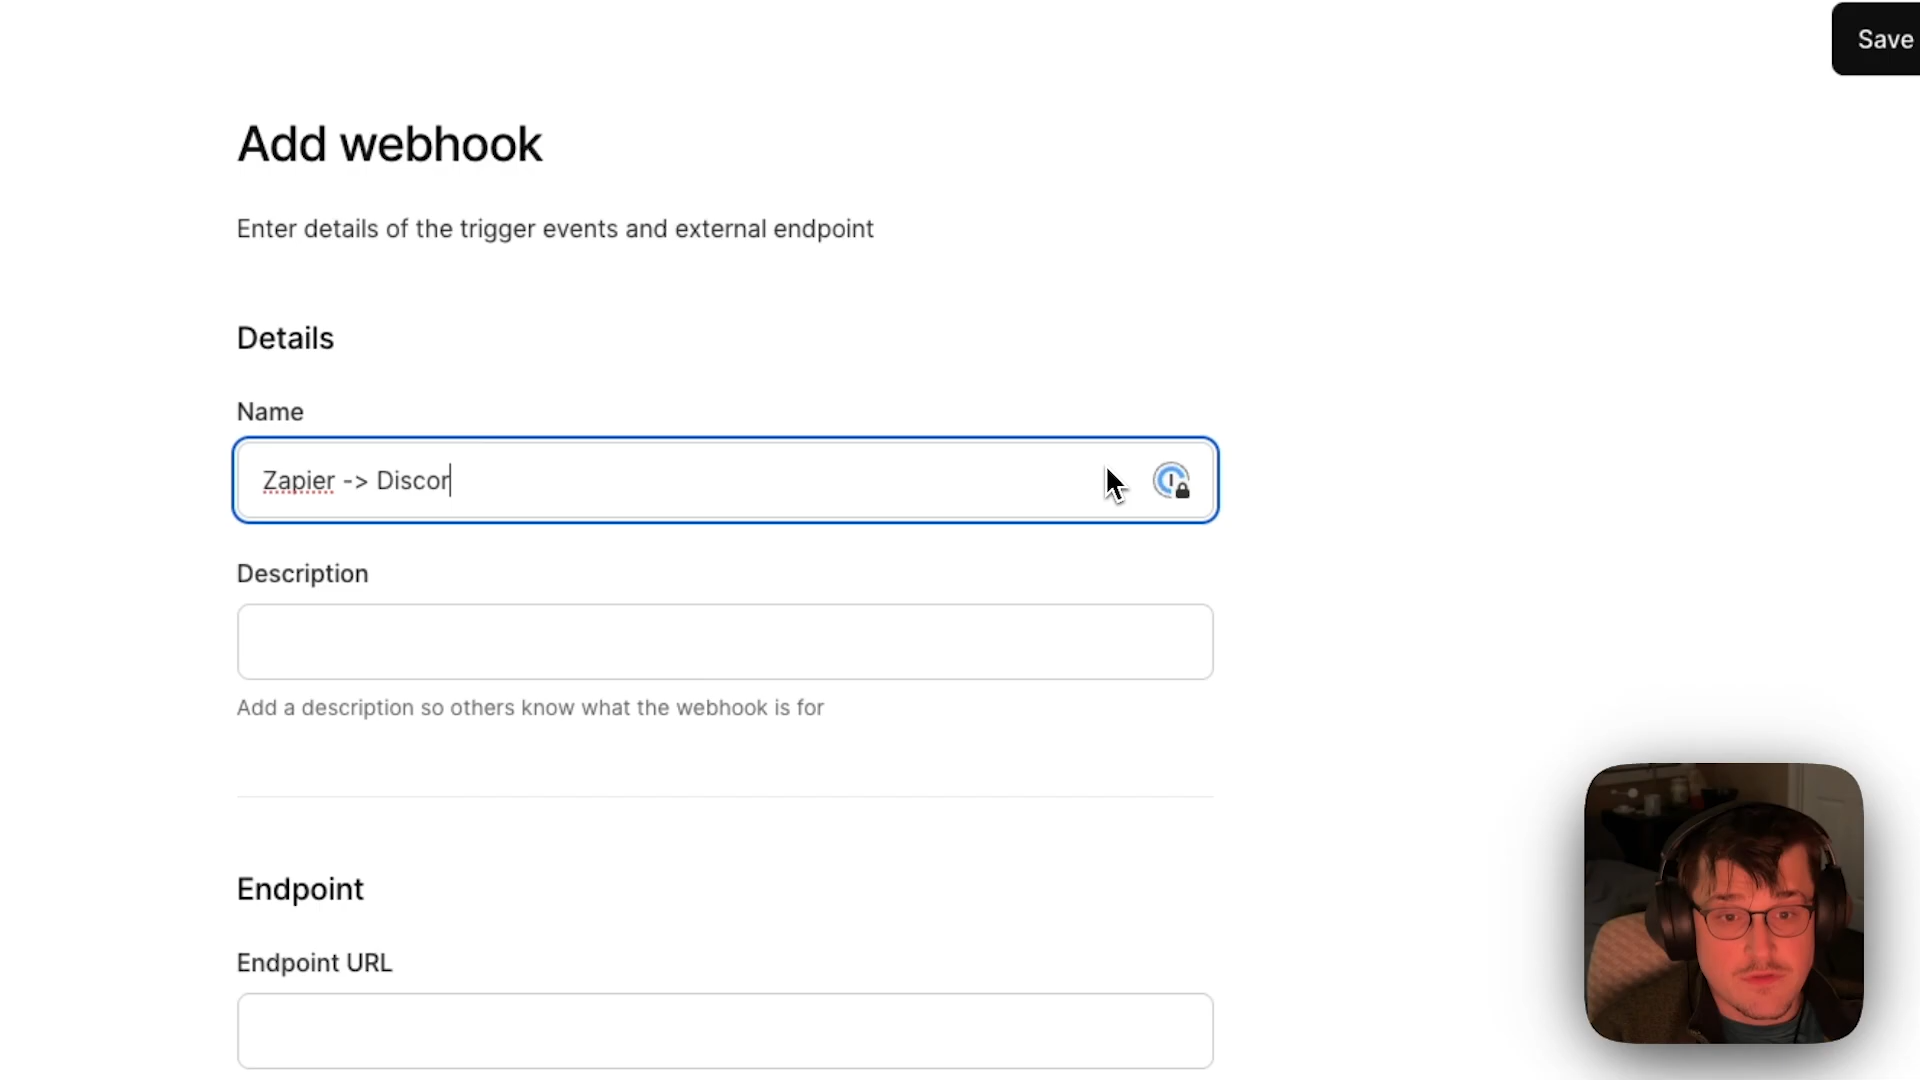 Save
Add webhook
Enter details of the trigger events and external endpoint
Details
Name
Zapier -> Discor
Description
Add a description so others know what the webhook is for
Endpoint
Endpoint URL